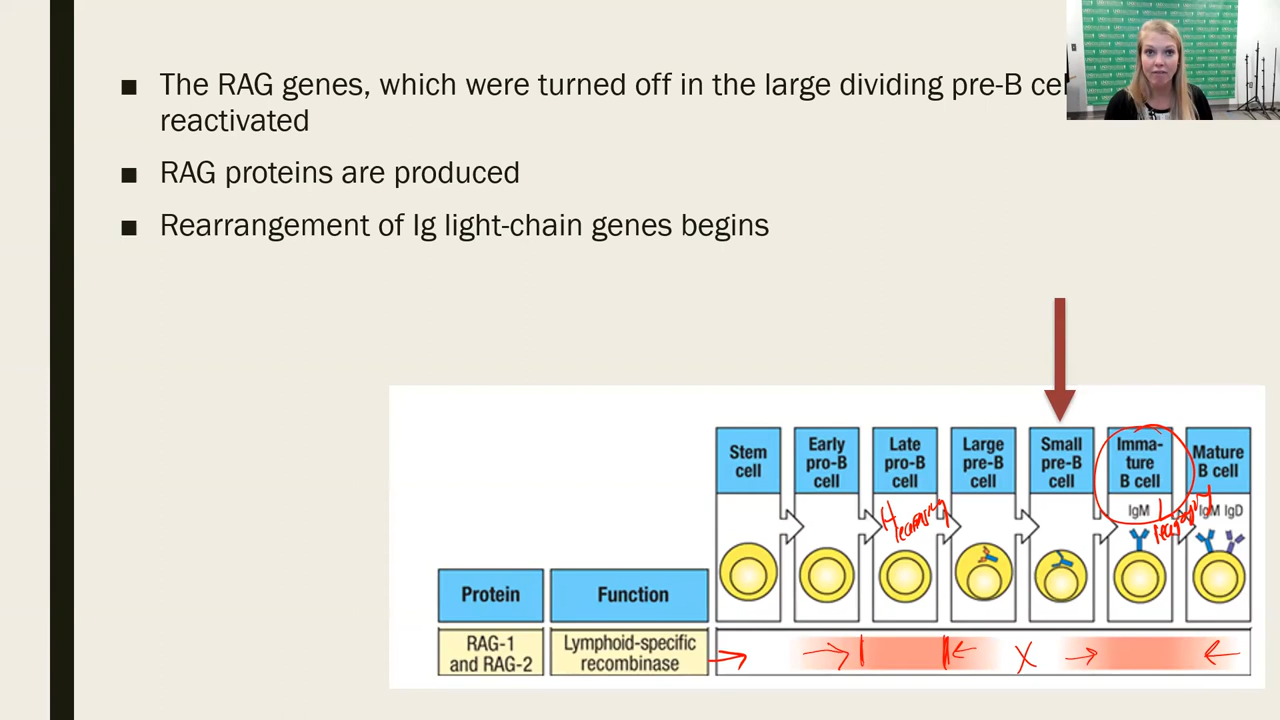 ■ The RAG genes, which were turned off in the large dividing pre-B cel
reactivated
■ RAG proteins are produced
■ Rearrangement of Ig light-chain genes begins
Stem
cell
Early
pro-B
cell
Late
pro-B
cell
Large
pre-B
cell
Small
pre-B
cell
Imma-
ture
B cell
Mature
B cell
H
L
IgM
IgM IgD
Protein
Function
RAG-1
and RAG-2
Lymphoid-specific
recombinase
X